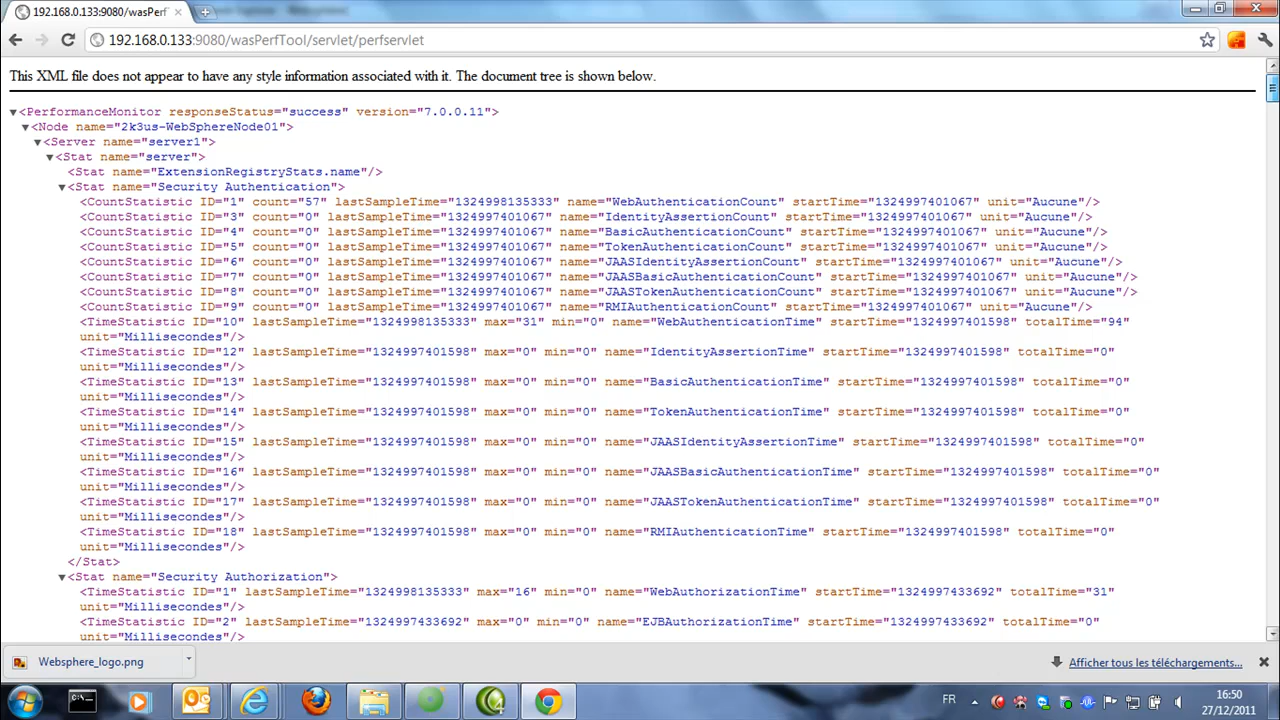 192.168.0.133:9080/wasPerf
192.168.0.133:9080/wasPerfTool/servlet/perfservlet
This XML file does not appear to have any style information associated with it. The document tree is shown below.
▼<PerformanceMonitor responseStatus="success" version="7.0.0.11">
▼<Node name="2k3us-WebSphereNode01">
▼<Server name="server1">
▼<Stat name="server">
<Stat name="ExtensionRegistryStats.name"/>
▼<Stat name="Security Authentication">
<CountStatistic ID="1" count="57" lastSampleTime="1324998135333" name="WebAuthenticationCount" startTime="1324997401067" unit="Aucune"/>
<CountStatistic ID="3" count="0" lastSampleTime="1324997401067" name="IdentityAssertionCount" startTime="1324997401067" unit="Aucune"/>
<CountStatistic ID="4" count="0" lastSampleTime="1324997401067" name="BasicAuthenticationCount" startTime="1324997401067" unit="Aucune"/>
<CountStatistic ID="5" count="0" lastSampleTime="1324997401067" name="TokenAuthenticationCount" startTime="1324997401067" unit="Aucune"/>
<CountStatistic ID="6" count="0" lastSampleTime="1324997401067" name="JAASIdentityAssertionCount" startTime="1324997401067" unit="Aucune"/>
<CountStatistic ID="7" count="0" lastSampleTime="1324997401067" name="JAASBasicAuthenticationCount" startTime="1324997401067" unit="Aucune"/>
<CountStatistic ID="8" count="0" lastSampleTime="1324997401067" name="JAASTokenAuthenticationCount" startTime="1324997401067" unit="Aucune"/>
<CountStatistic ID="9" count="0" lastSampleTime="1324997401067" name="RMIAuthenticationCount" startTime="1324997401067" unit="Aucune"/>
<TimeStatistic ID="10" lastSampleTime="1324998135333" max="31" min="0" name="WebAuthenticationTime" startTime="1324997401598" totalTime="94"
unit="Millisecondes"/>
<TimeStatistic ID="12" lastSampleTime="1324997401598" max="0" min="0" name="IdentityAssertionTime" startTime="1324997401598" totalTime="0"
unit="Millisecondes"/>
<TimeStatistic ID="13" lastSampleTime="1324997401598" max="0" min="0" name="BasicAuthenticationTime" startTime="1324997401598" totalTime="0"
unit="Millisecondes"/>
<TimeStatistic ID="14" lastSampleTime="1324997401598" max="0" min="0" name="TokenAuthenticationTime" startTime="1324997401598" totalTime="0"
unit="Millisecondes"/>
<TimeStatistic ID="15" lastSampleTime="1324997401598" max="0" min="0" name="JAASIdentityAssertionTime" startTime="1324997401598" totalTime="0"
unit="Millisecondes"/>
<TimeStatistic ID="16" lastSampleTime="1324997401598" max="0" min="0" name="JAASBasicAuthenticationTime" startTime="1324997401598" totalTime="0"
unit="Millisecondes"/>
<TimeStatistic ID="17" lastSampleTime="1324997401598" max="0" min="0" name="JAASTokenAuthenticationTime" startTime="1324997401598" totalTime="0"
unit="Millisecondes"/>
<TimeStatistic ID="18" lastSampleTime="1324997401598" max="0" min="0" name="RMIAuthenticationTime" startTime="1324997401598" totalTime="0"
unit="Millisecondes"/>
</Stat>
▼<Stat name="Security Authorization">
<TimeStatistic ID="1" lastSampleTime="1324998135333" max="16" min="0" name="WebAuthorizationTime" startTime="1324997433692" totalTime="31"
unit="Millisecondes"/>
<TimeStatistic ID="2" lastSampleTime="1324997433692" max="0" min="0" name="EJBAuthorizationTime" startTime="1324997433692" totalTime="0"
unit="Millisecondes"/>
Websphere_logo.png
Afficher tous les téléchargements...
FR
16:50
27/12/2011